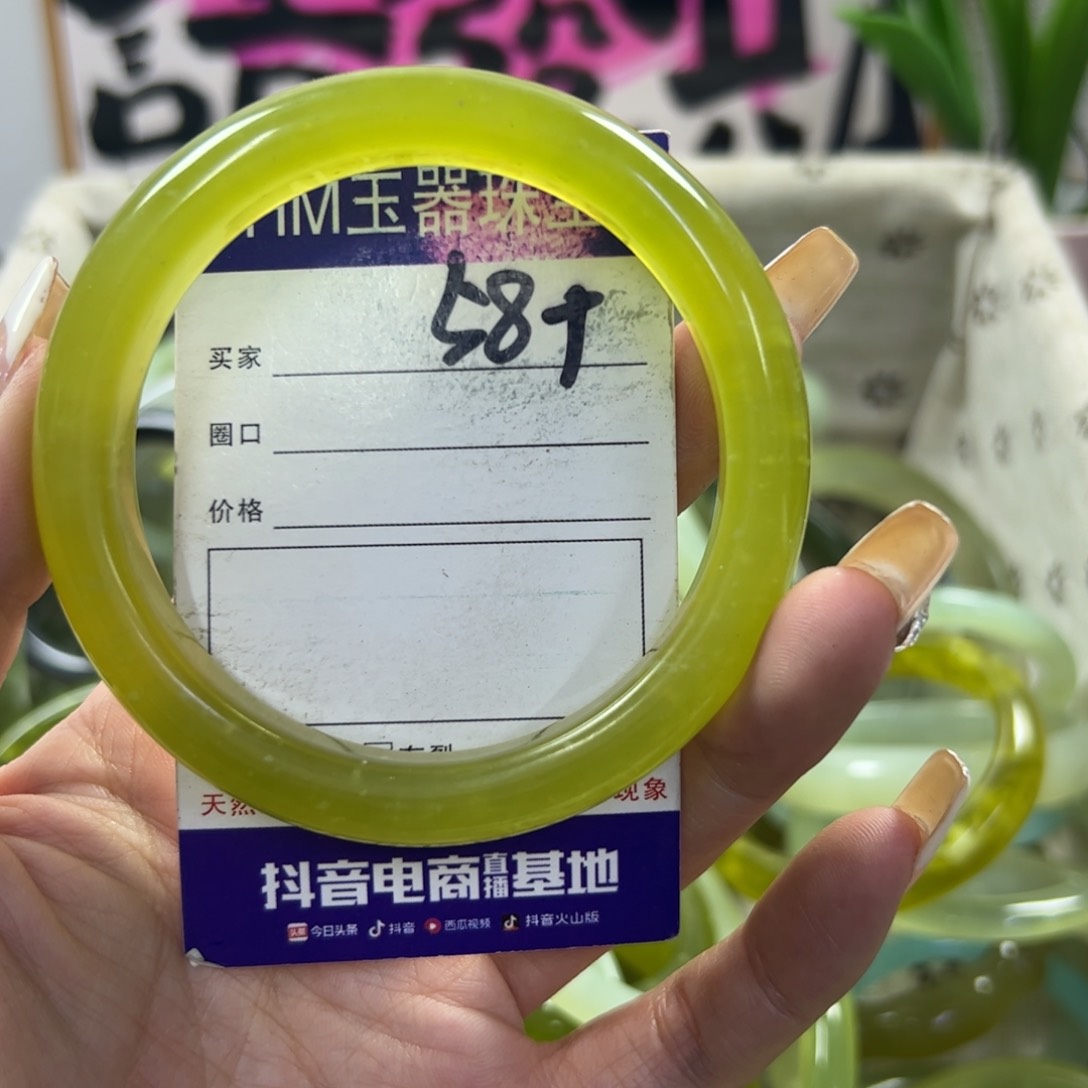 HM玉器珠宝
58+
买家
圈口
价格
天然
现象
抖音电商直播基地
今日头条 抖音 西瓜视频 抖音火山版